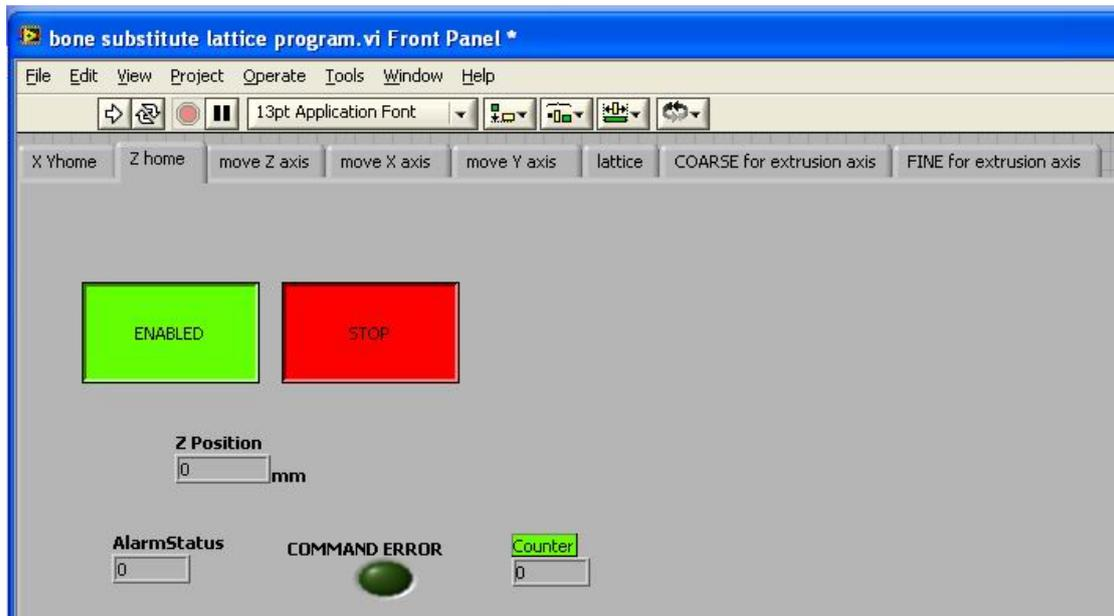 bone substitute lattice program.vi Front Panel *
File Edit View Project Operate Tools Window Help
13pt Application Font
X Yhome Z home move Z axis move X axis move Y axis lattice COARSE for extrusion axis FINE for extrusion axis
ENABLED STOP
Z Position
0 mm
AlarmStatus COMMAND ERROR Counter
0 0